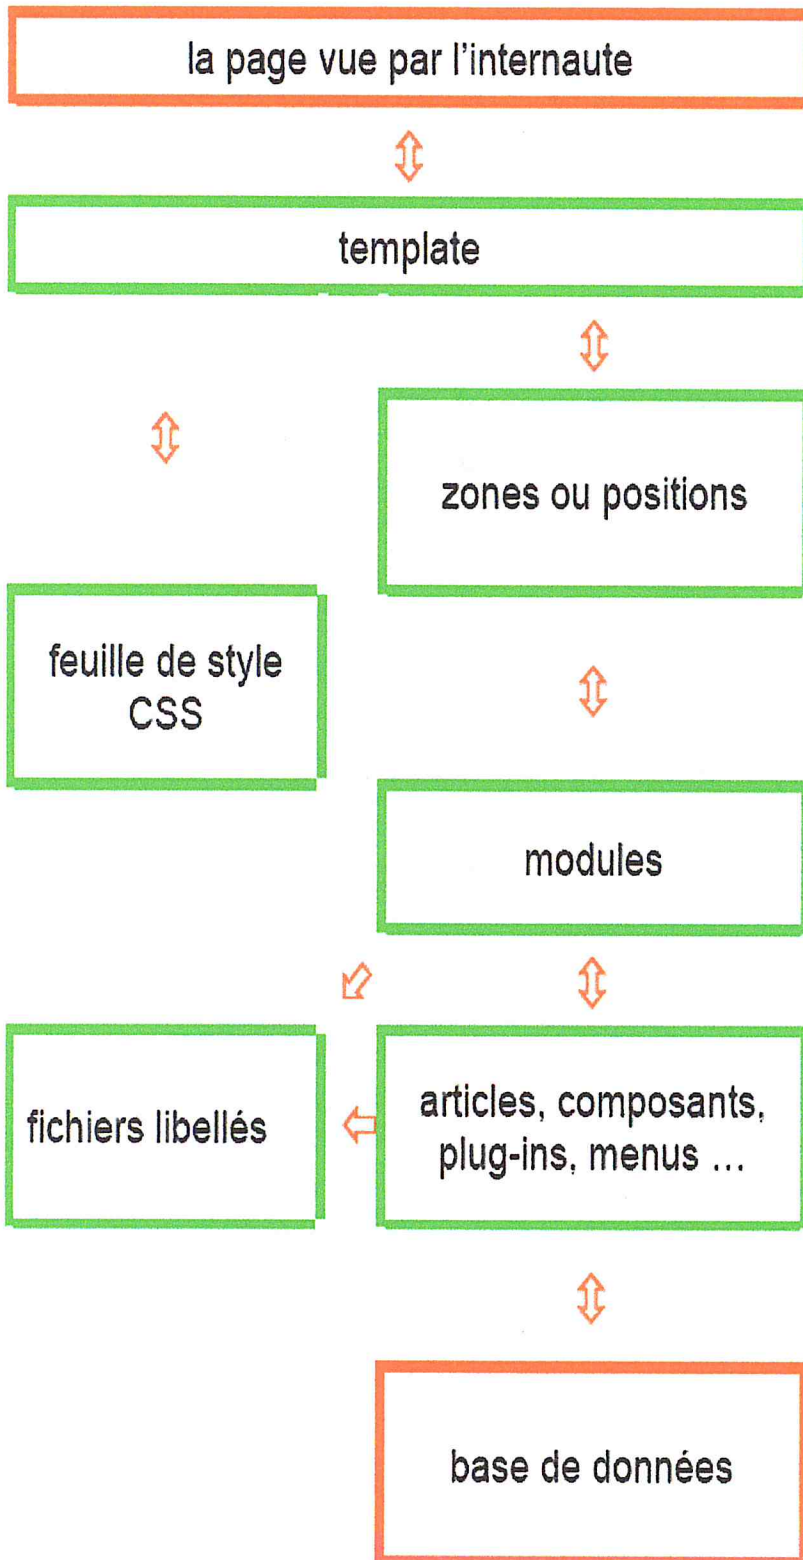 la page vue par l'internaute
template
zones ou positions
feuille de style
CSS
modules
fichiers libellés
articles, composants,
plug-ins, menus ...
base de données